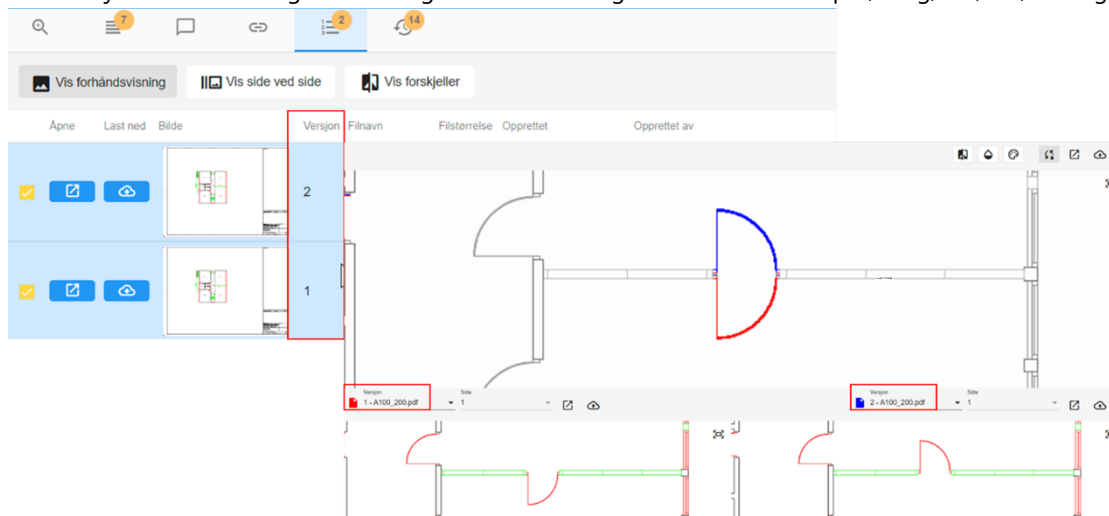 7
2
14
Vis forhåndsvisning
Vis side ved side
Vis forskjeller
Åpne Last ned Bilde Versjon Filnavn Filstørrelse Opprettet Opprettet av
2
1
Versjon Side Versjon Side
1 - A100_200.pdf 1 2 - A100_200.pdf 1